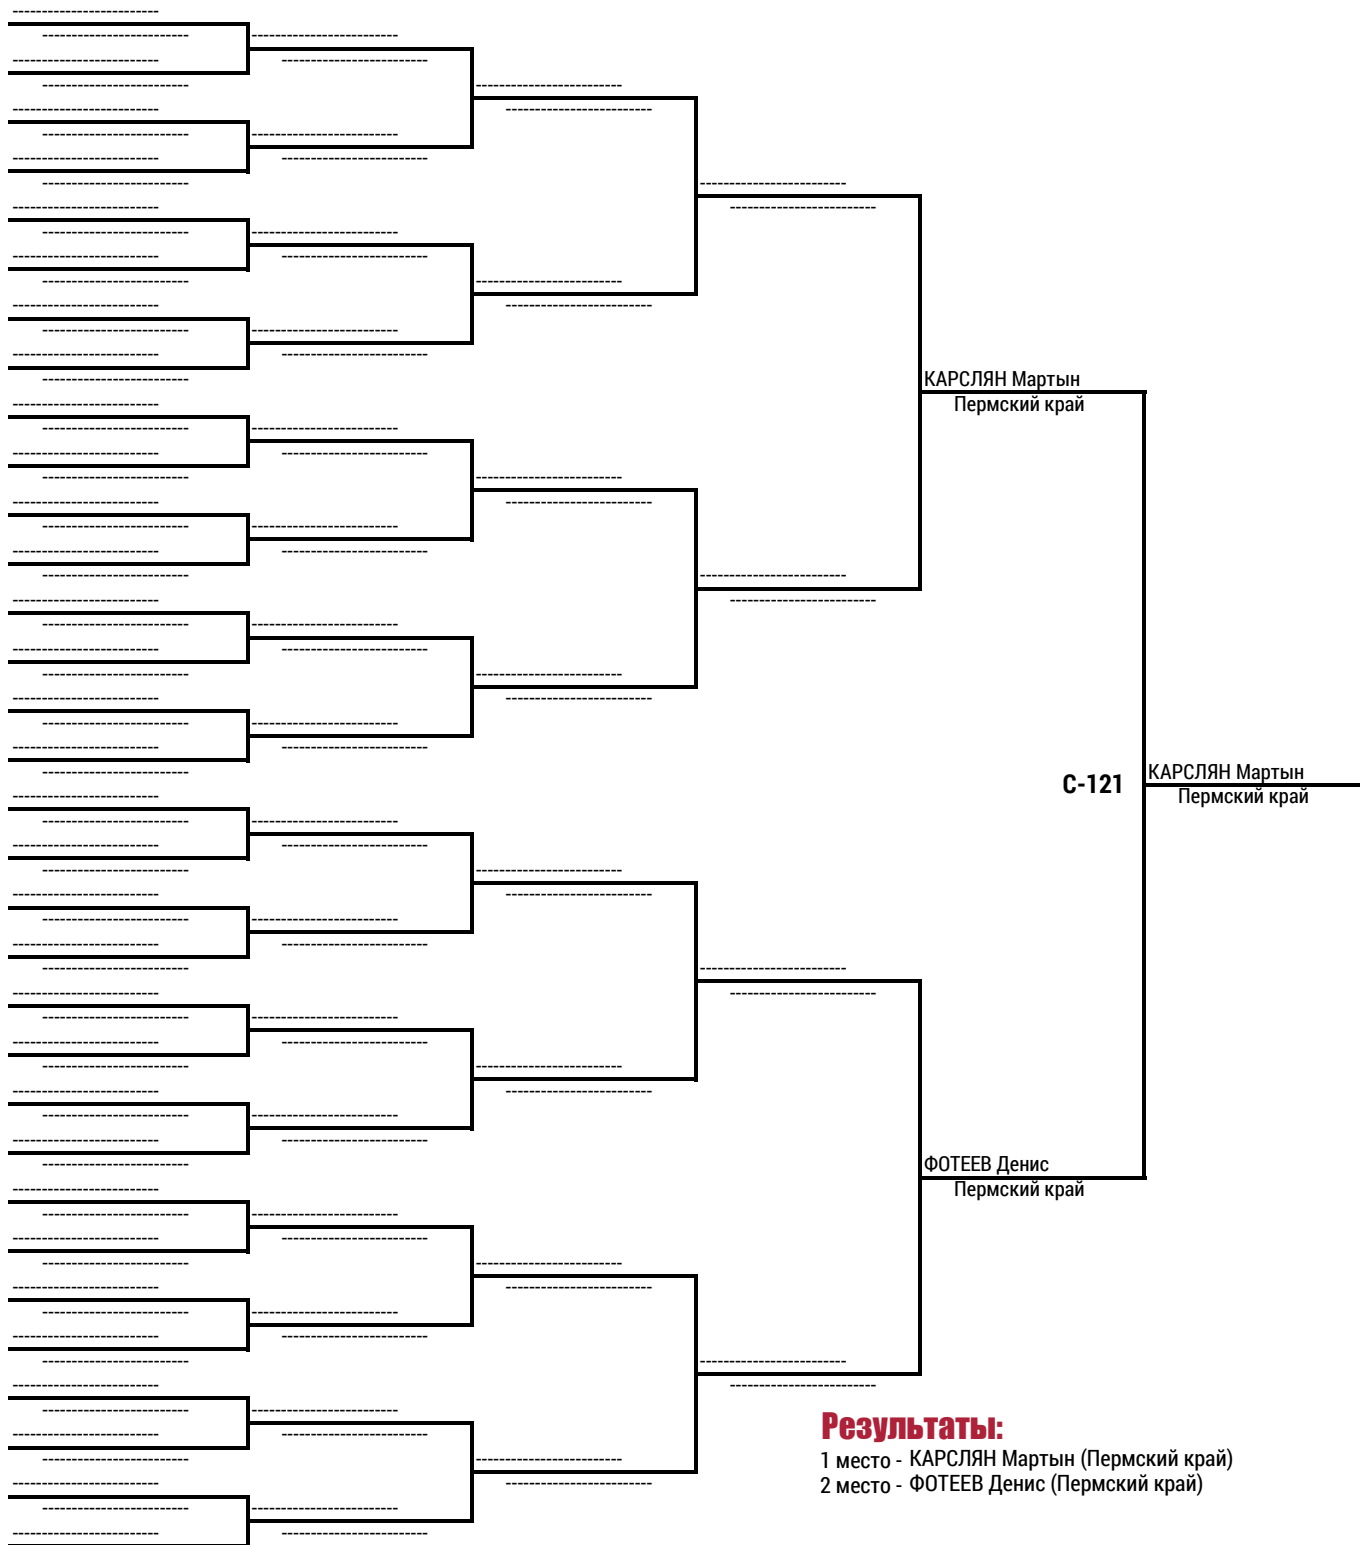 КАРСЛЯН Мартын
Пермский край
С-121
КАРСЛЯН Мартын
Пермский край
ФОТЕЕВ Денис
Пермский край
Результаты:
1 место - КАРСЛЯН Мартын (Пермский край)
2 место - ФОТЕЕВ Денис (Пермский край)